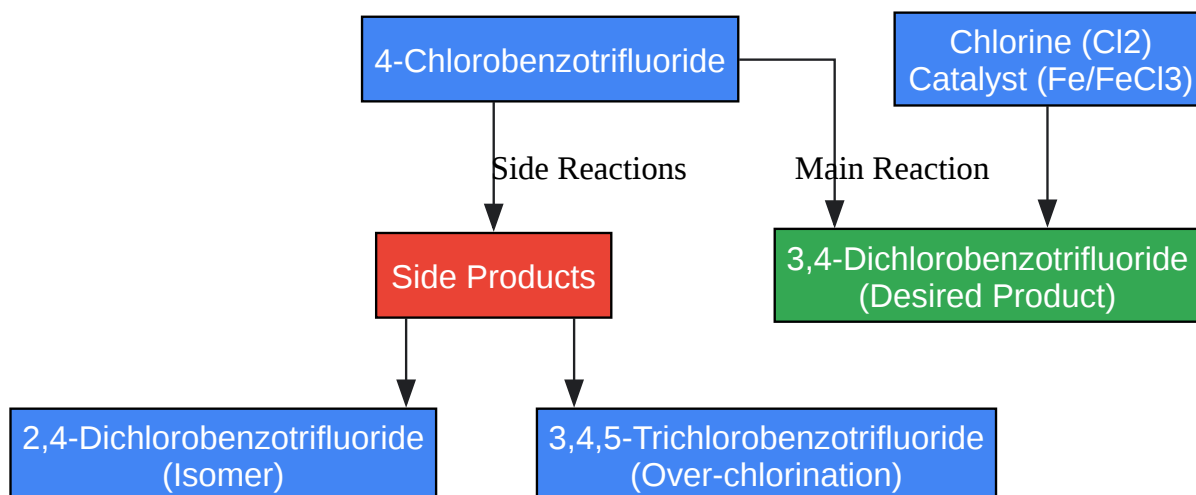 4-Chlorobenzotrifluoride
Chlorine (Cl2)
Catalyst (Fe/FeCl3)
Side Reactions
Main Reaction
Side Products
3,4-Dichlorobenzotrifluoride
(Desired Product)
2,4-Dichlorobenzotrifluoride
(Isomer)
3,4,5-Trichlorobenzotrifluoride
(Over-chlorination)